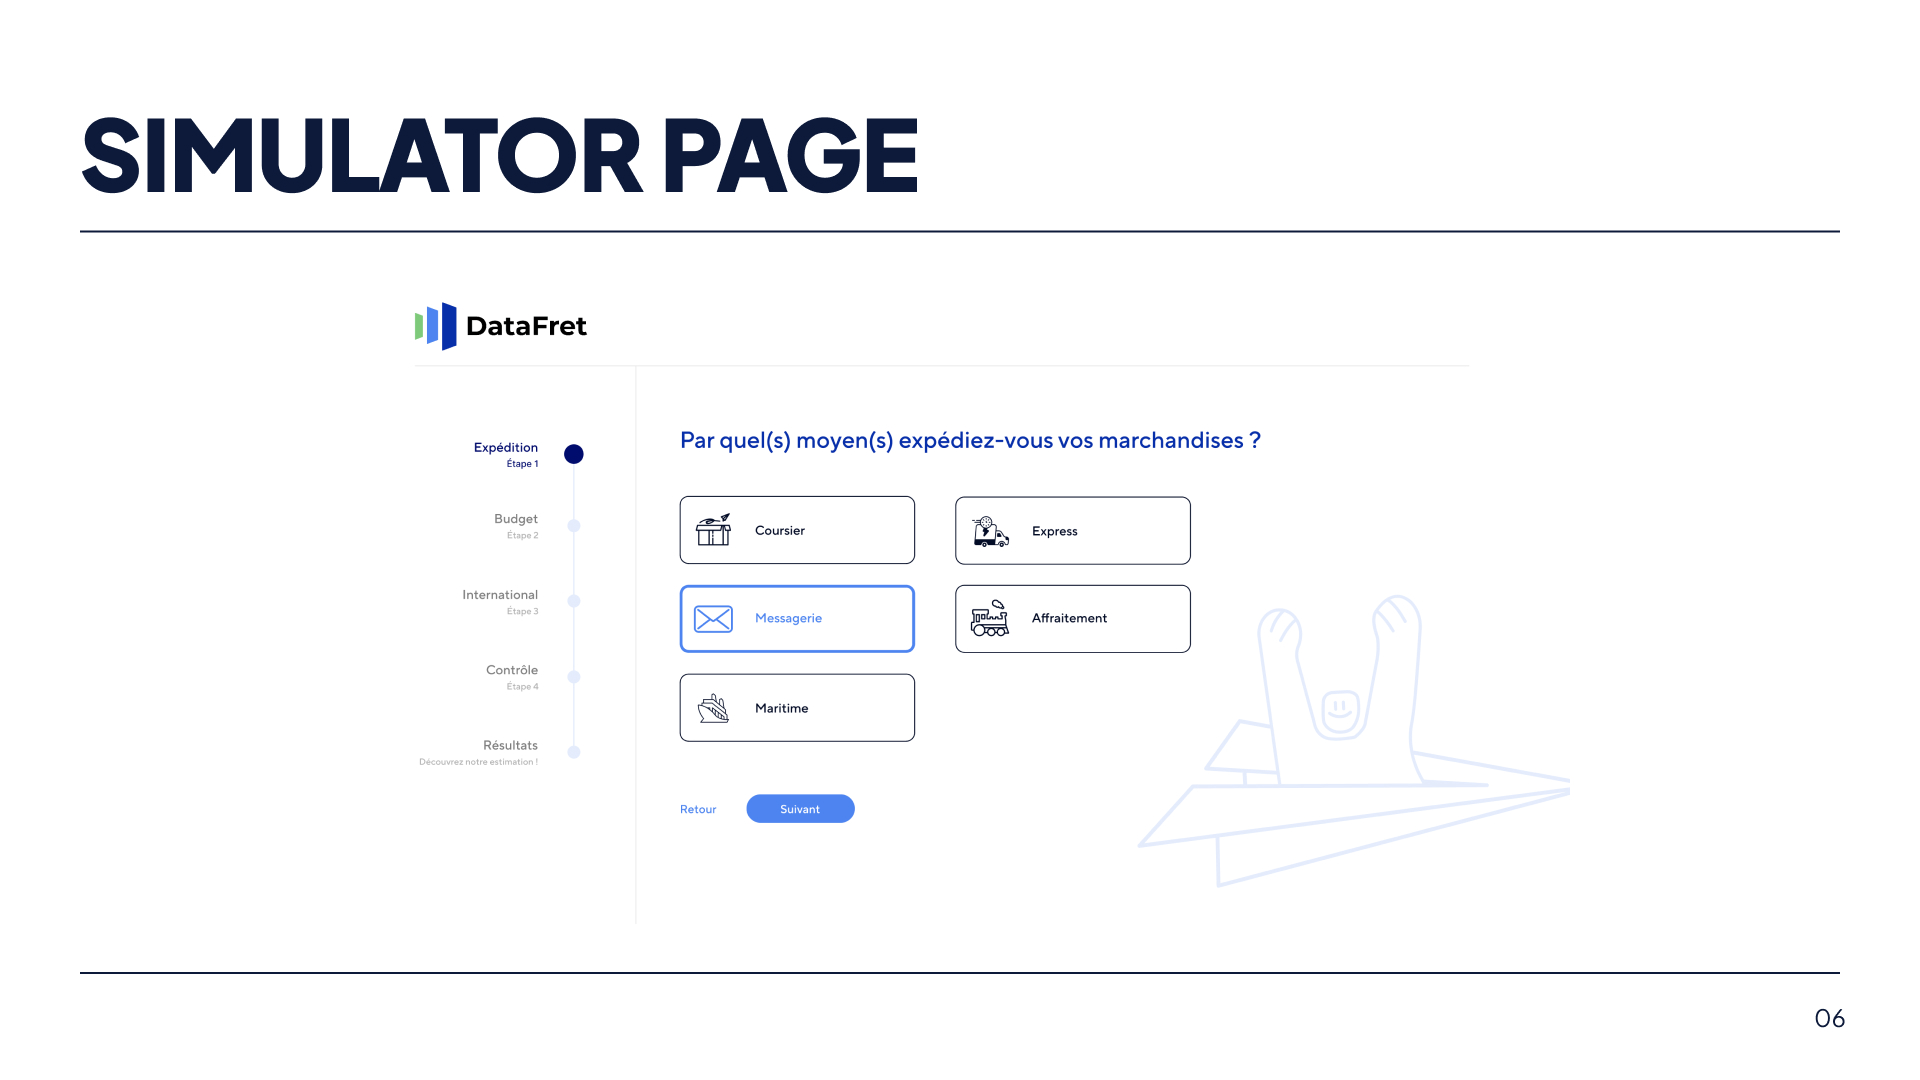 SIMULATOR PAGE
DataFret
Expédition
Étape 1
Budget
Étape 2
International
Étape 3
Contrôle
Étape 4
Résultats
Découvrez notre estimation !
Par quel(s) moyen(s) expédiez-vous vos marchandises ?
Coursier
Express
Messagerie
Affraitement
Maritime
Retour
Suivant
06